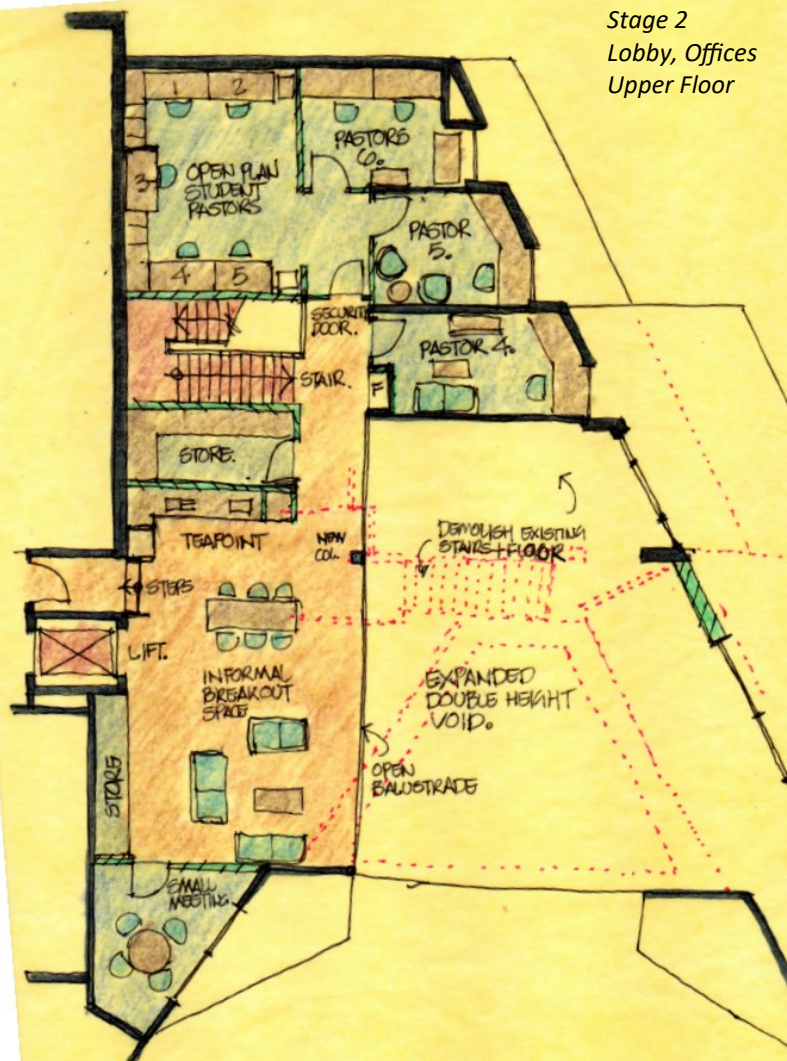 Stage 2
Lobby, Offices
Upper Floor
1
2
PASTORS
6.
3
OPEN PLAN
STUDENT
PASTORS
PASTOR
5.
4
5
SECURITY
DOOR.
PASTOR 4.
STAIR.
F
STORE.
TEAPOINT
NEW
COL.
DEMOLISH EXISTING
STAIRS + FLOOR
STEPS
LIFT.
INFORMAL
BREAKOUT
SPACE
EXPANDED
DOUBLE HEIGHT
VOID.
STORE
OPEN
BALUSTRADE
SMALL
MEETING